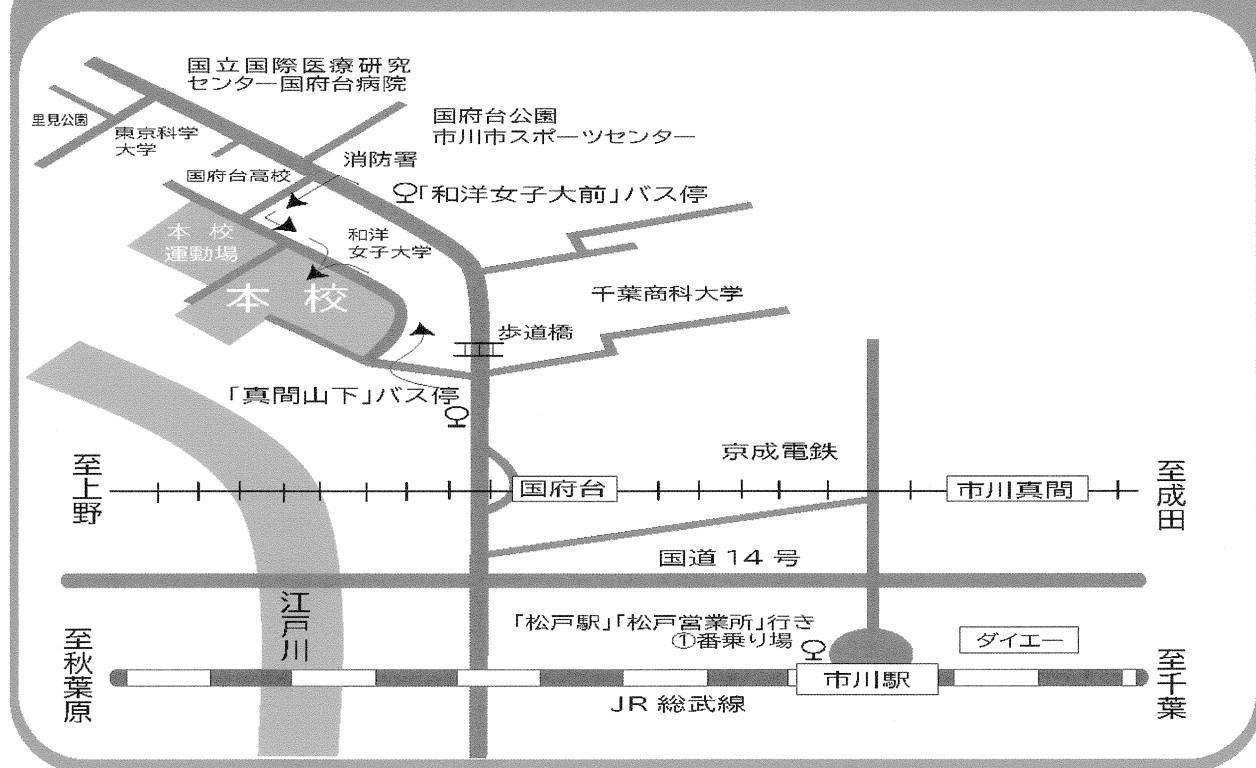 国立国際医療研究
センター国府台病院
里見公園
東京科学
大学
国府台公園
市川市スポーツセンター
消防署
国府台高校
「和洋女子大前」バス停
本 校
運動場
和洋
女子大学
本 校
千葉商科大学
歩道橋
「真間山下」バス停
京成電鉄
至上野
国府台
市川真間
至成田
国道14号
江戸川
「松戸駅」「松戸営業所」行き
①番乗り場
ダイエー
至秋葉原
市川駅
至千葉
JR 総武線